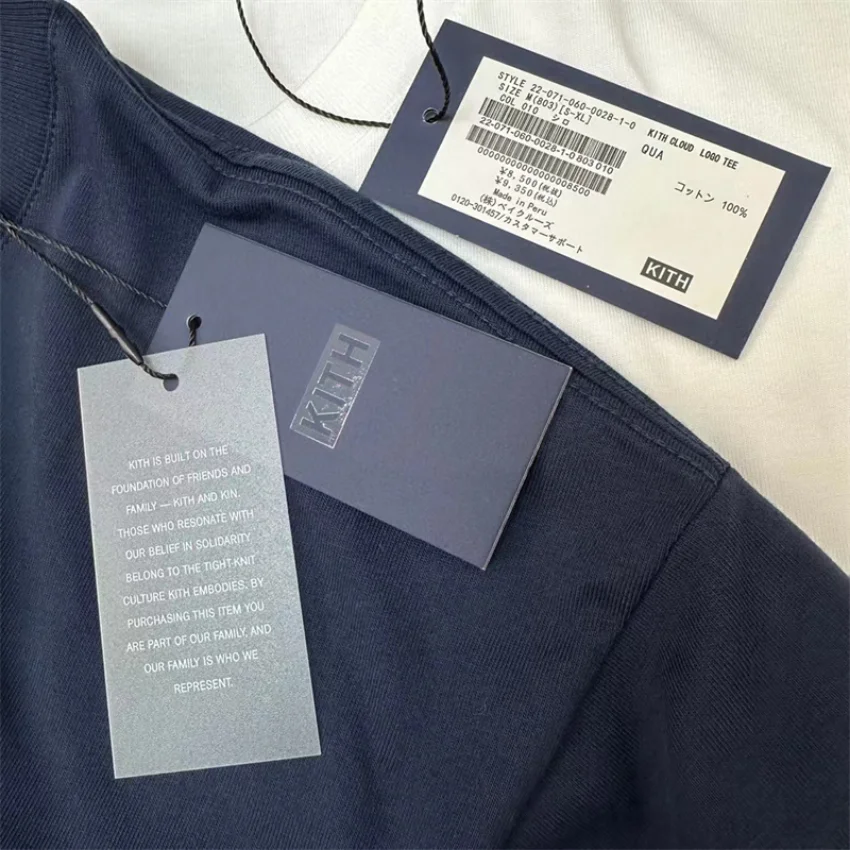 STYLE 22-071-060-0028-1-0
SIZE M(803)[S-XL]
COL 010 シロ
KITH CLOUD LOGO TEE
QUA
コットン 100%
22-071-060-0028-1-0 803 010
0000000000000000008500
¥8,500(税抜)
¥9,350(税込)
Made in Peru
(株)ベイクルーズ
0120-301457/カスタマーサポート
KITH
KITH
KITH IS BUILT ON THE
FOUNDATION OF FRIENDS AND
FAMILY — KITH AND KIN.
THOSE WHO RESONATE WITH
OUR BELIEF IN SOLIDARITY
BELONG TO THE TIGHT-KNIT
CULTURE KITH EMBODIES. BY
PURCHASING THIS ITEM YOU
ARE PART OF OUR FAMILY. AND
OUR FAMILY IS WHO WE
REPRESENT.